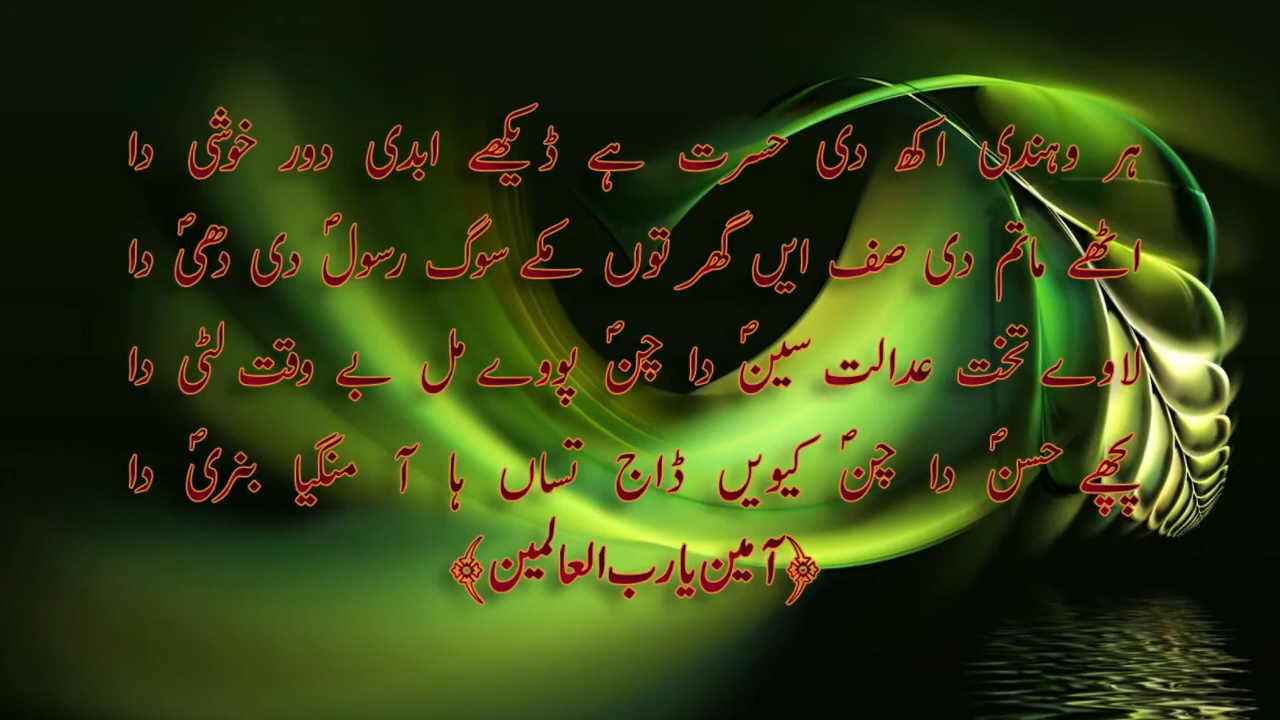 ہر وہندی اکھ دی حسرت ہے ڈیکھے ابدی دور خوشی دا
اٹھے ماتم دی صف ایں گھر توں مکے سوگ رسولؐ دی دھیؑ دا
لاوے تخت عدالت سینؑ دا چنؑ پووے مل بے وقت لٹی دا
پچھے حسنؑ دا چنؑ کیویں ڈاج تساں ہا آ منگیا بنریؑ دا
﴿آمین یارب العالمین﴾